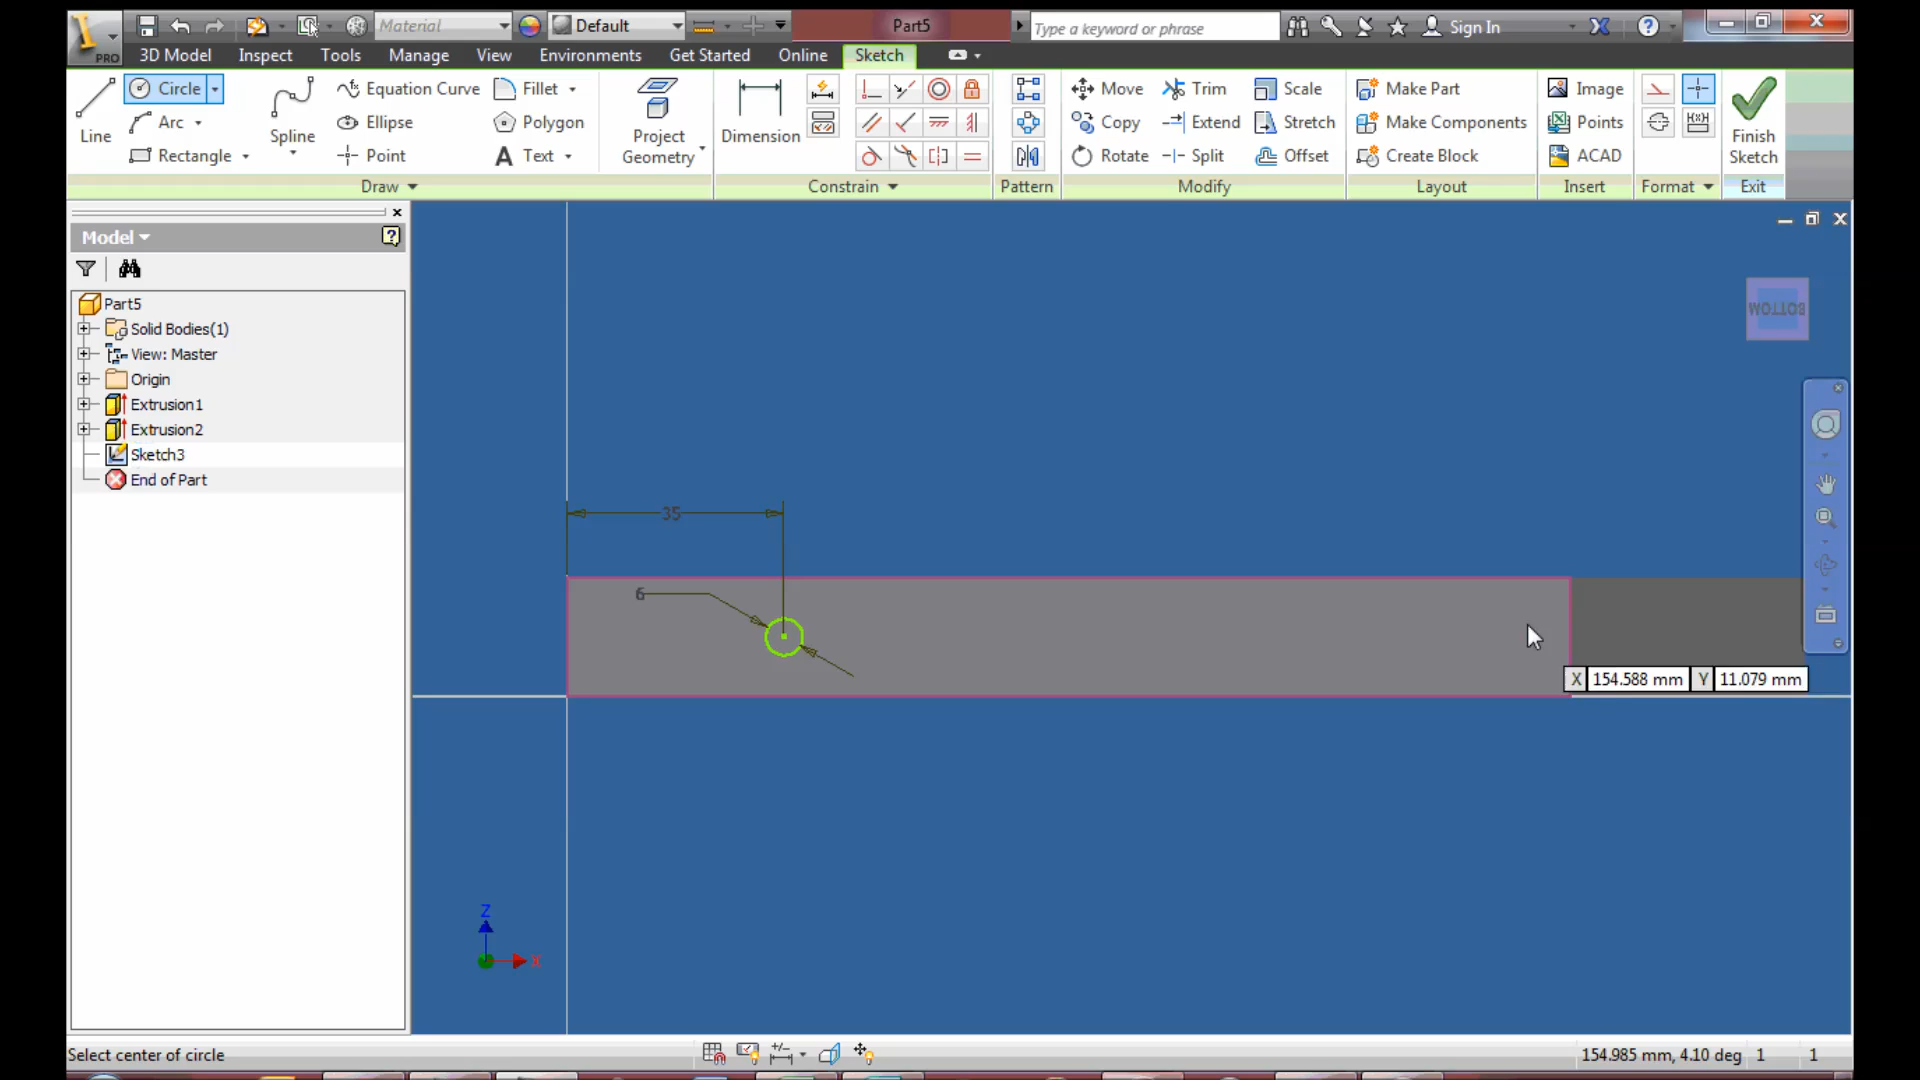 PRO
Material
Default
Part5
Type a keyword or phrase
Sign In
3D Model
Inspect
Tools
Manage
View
Environments
Get Started
Online
Sketch
Line
Circle
Arc
Rectangle
Spline
Equation Curve
Ellipse
Point
Fillet
Polygon
Text
Draw
Project
Geometry
Dimension
Constrain
Pattern
Move
Copy
Rotate
Trim
Extend
Split
Scale
Stretch
Offset
Modify
Make Part
Make Components
Create Block
Layout
Image
Points
ACAD
Insert
Format
Finish
Sketch
Exit
Model
Part5
Solid Bodies(1)
View: Master
Origin
Extrusion1
Extrusion2
Sketch3
End of Part
BOTTOM
35
6
X 154.588 mm Y 11.079 mm
Z
X
Select center of circle
154.985 mm, 4.10 deg 1 1